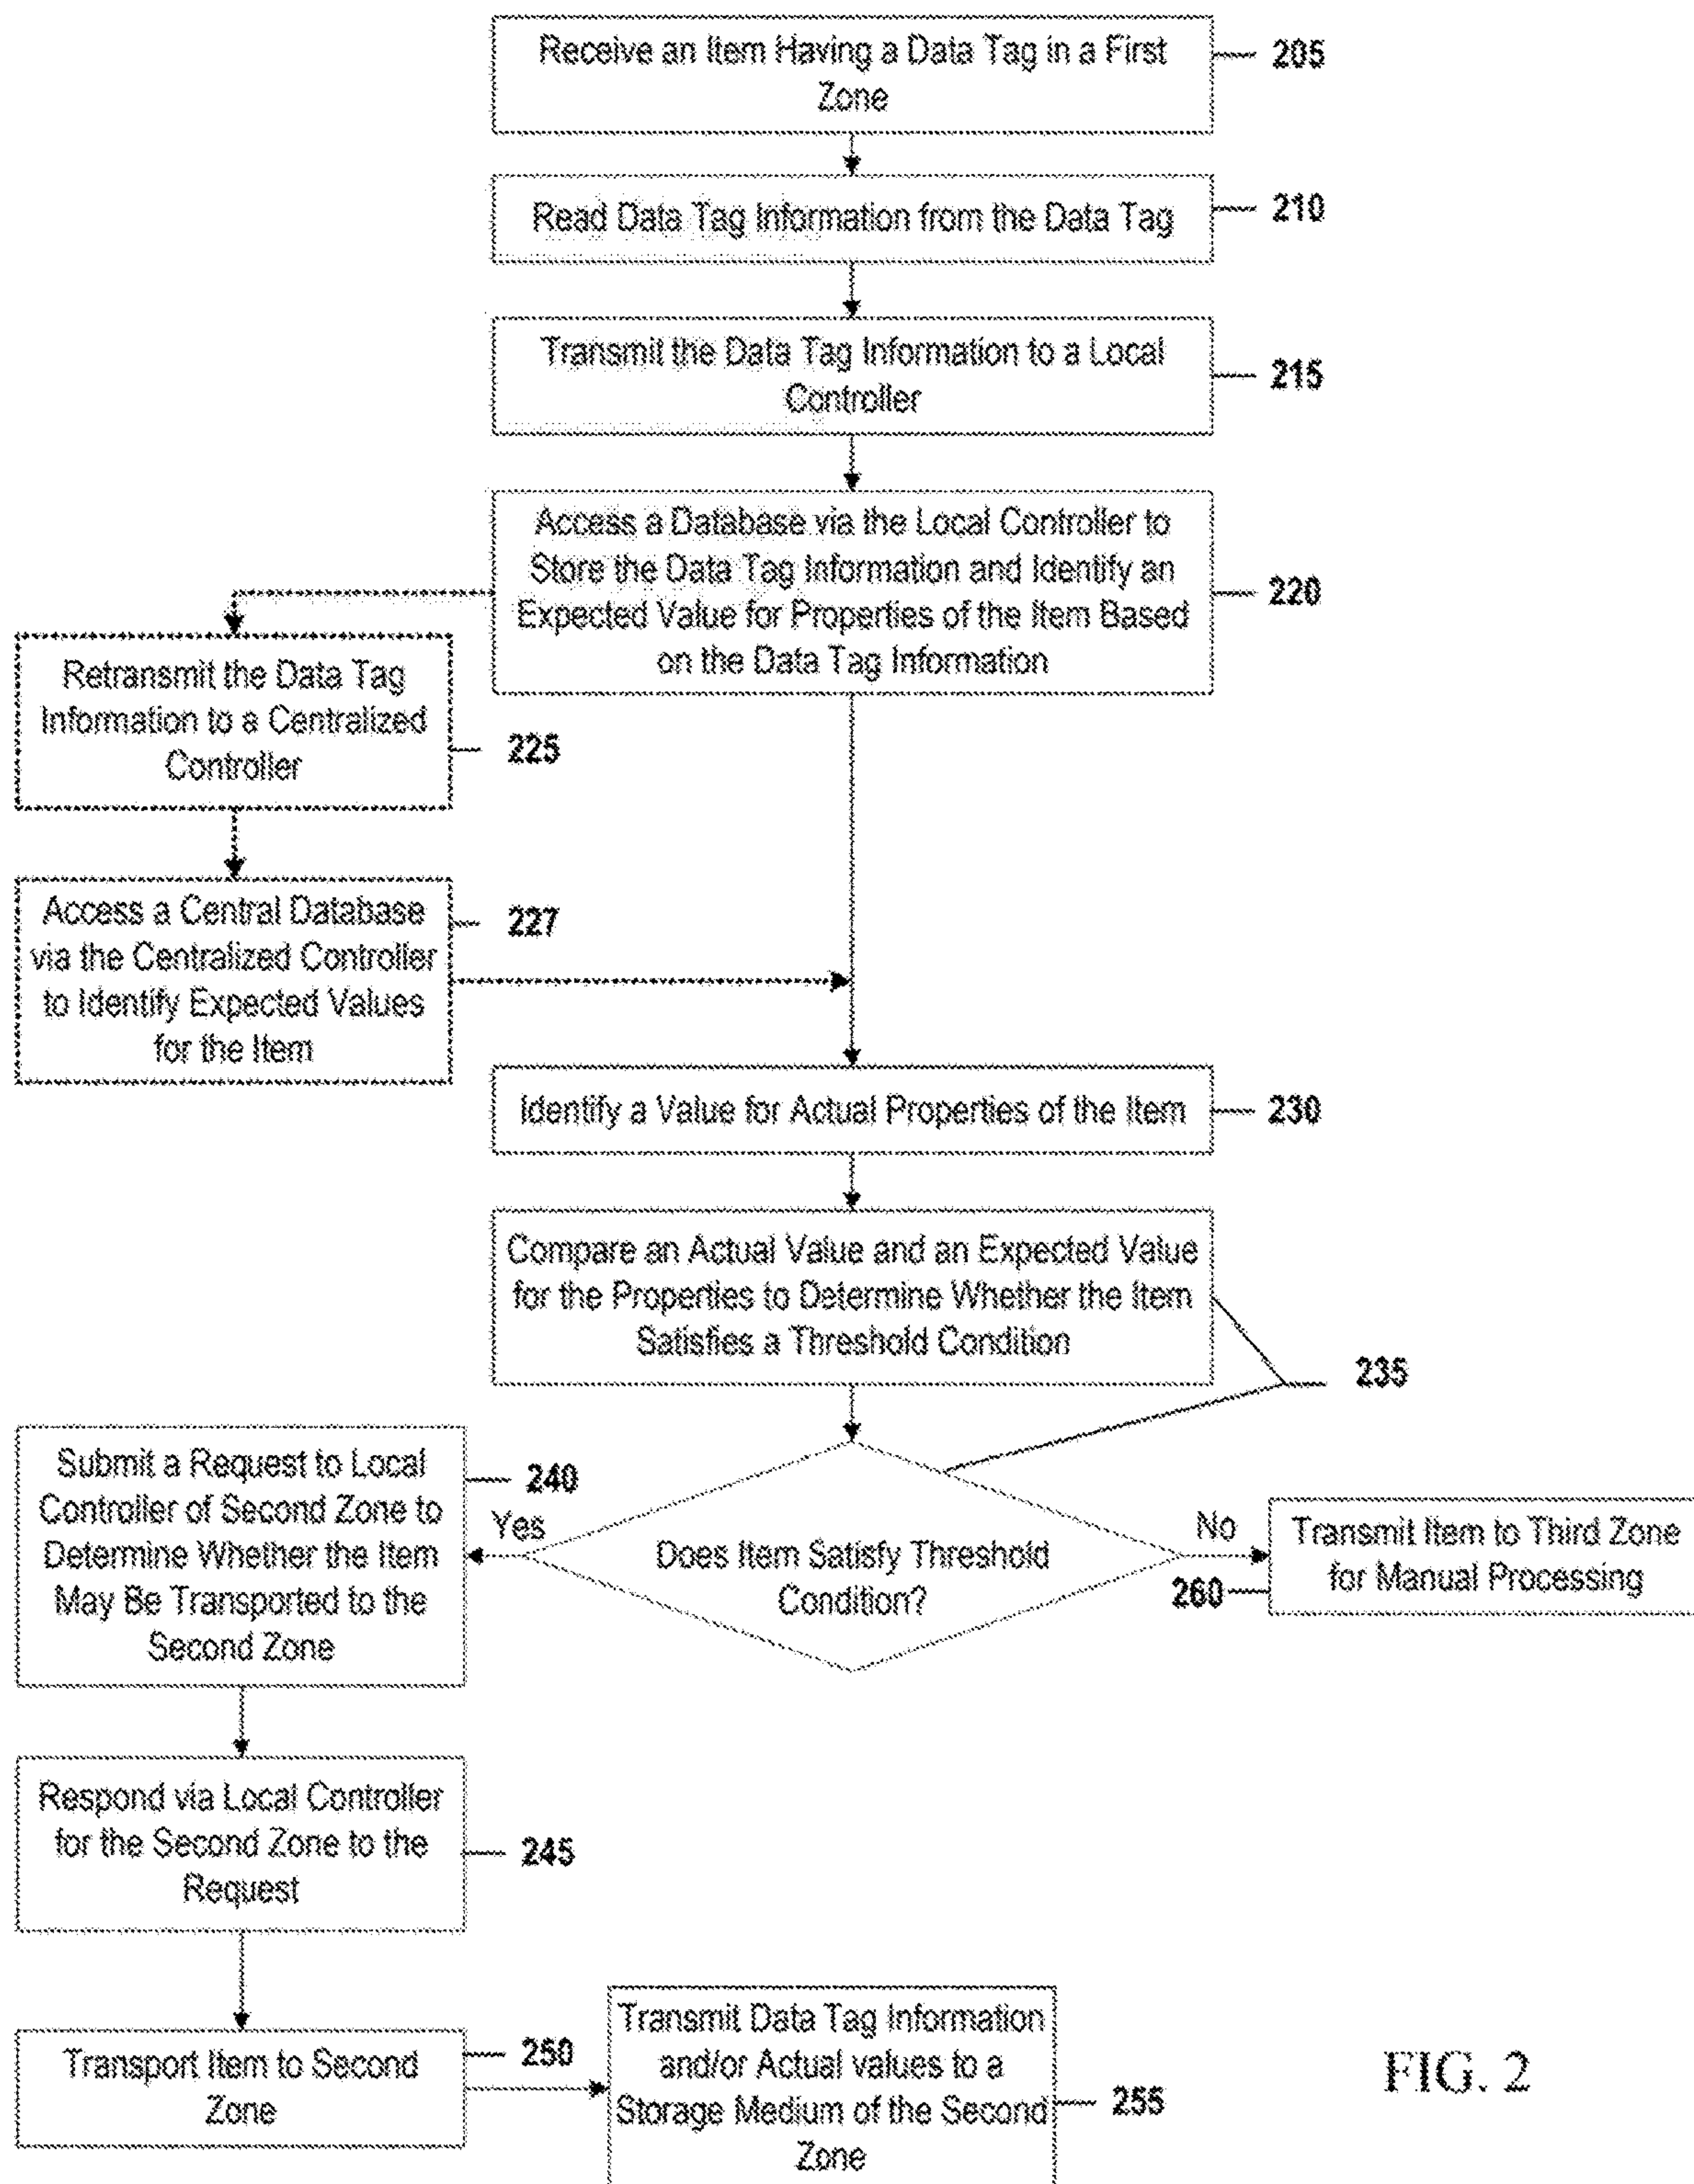 Receive an Item Having a Data Tag in a First
Zone
205
Read Data Tag Information from the Data Tag
210
Transmit the Data Tag Information to a Local
Controller
215
Access a Database via the Local Controller to
Store the Data Tag Information and Identify an
Expected Value for Properties of the Item Based
on the Data Tag Information
220
Retransmit the Data Tag
Information to a Centralized
Controller
225
Access a Central Database
via the Centralized Controller
to Identify Expected Values
for the Item
227
Identify a Value for Actual Properties of the Item
230
Compare an Actual Value and an Expected Value
for the Properties to Determine Whether the Item
Satisfies a Threshold Condition
235
Does Item Satisfy Threshold
Condition?
Yes
No
Submit a Request to Local
Controller of Second Zone to
Determine Whether the Item
May Be Transported to the
Second Zone
240
Transmit Item to Third Zone
for Manual Processing
260
Respond via Local Controller
for the Second Zone to the
Request
245
Transport Item to Second
Zone
250
Transmit Data Tag Information
and/or Actual values to a
Storage Medium of the Second
Zone
255
FIG. 2